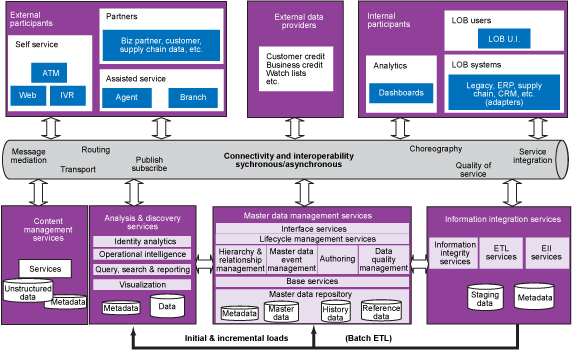 External
participants
Self service
ATM
Web
IVR
Partners
Biz partner, customer,
supply chain data, etc.
Assisted service
Agent
Branch
External data
providers
Customer credit
Business credit
Watch lists
etc.
Internal
participants
Analytics
Dashboards
LOB users
LOB U.I.
LOB systems
Legacy, ERP, supply
chain, CRM, etc.
(adapters)
Message
mediation
Routing
Transport
Publish
subscribe
Connectivity and interoperability
sychronous/asynchronous
Choreography
Quality of
service
Service
integration
Content
management
services
Services
Unstructured
data
Metadata
Analysis & discovery
services
Identity analytics
Operational intelligence
Query, search & reporting
Visualization
Metadata
Data
Master data management services
Interface services
Lifecycle management services
Hierarchy &
relationship
management
Master data
event
management
Authoring
Data
quality
management
Base services
Master data repository
Metadata
Master
data
History
data
Reference
data
Information integration services
Information
integrity
services
ETL
services
EII
services
Staging
data
Metadata
Initial & incremental loads
(Batch ETL)